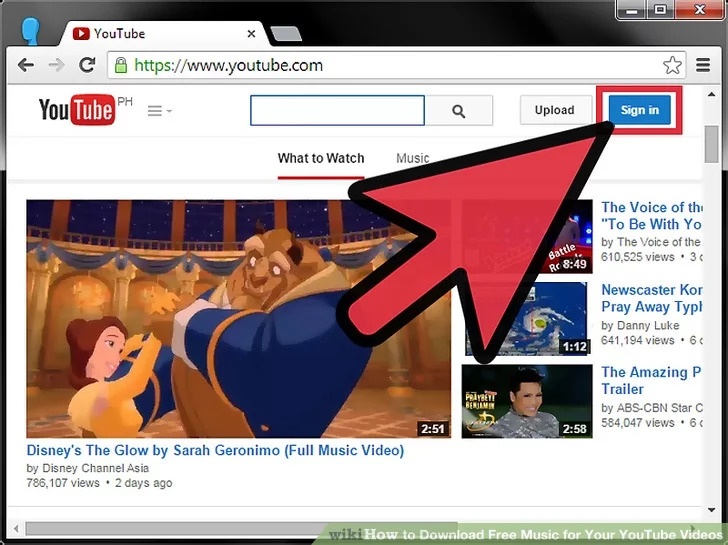 YouTube
https://www.youtube.com
YouTube PH
Upload
Sign in
What to Watch
Music
The Voice of the
"To Be With Yo
by The Voice of the
610,525 views • 3 d
Battle
8:49
Newscaster Kor
Pray Away Typh
by Danny Luke
641,194 views • 6 d
1:12
The Amazing P
Trailer
by ABS-CBN Star C
584,047 views • 6 d
PRAYBEYT
BENJAMIN
2:58
2:51
Disney's The Glow by Sarah Geronimo (Full Music Video)
by Disney Channel Asia
786,107 views • 2 days ago
wikiHow to Download Free Music for Your YouTube Videos